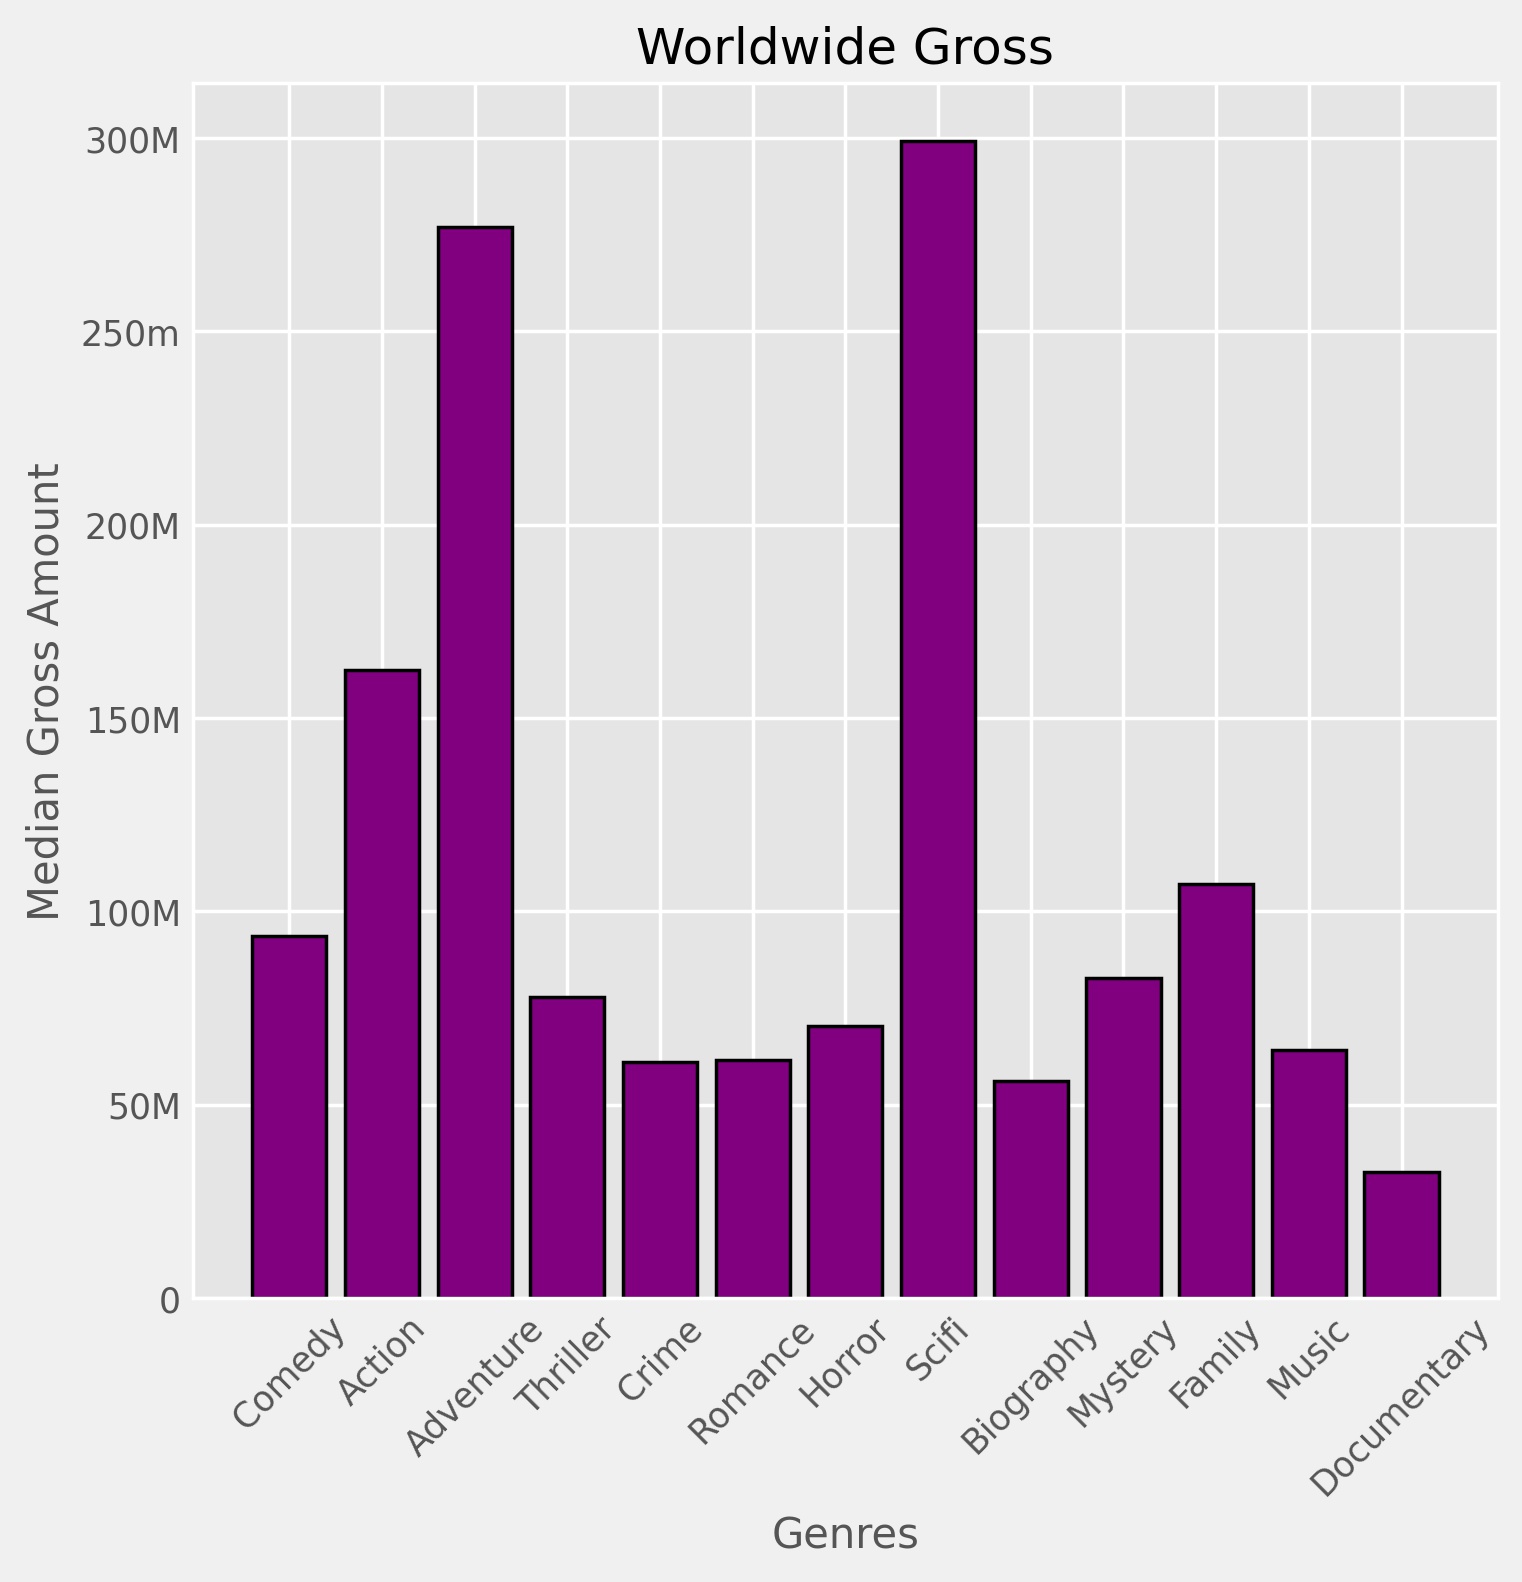 Worldwide Gross
Median Gross Amount
300M
250m
200M
150M
100M
50M
0
Comedy
Action
Adventure
Thriller
Crime
Romance
Horror
Scifi
Biography
Mystery
Family
Music
Documentary
Genres